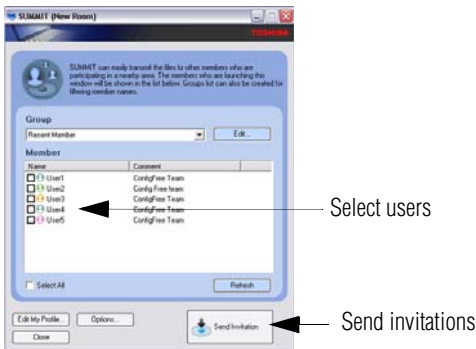 SUMMIT (New Room)
TOSHIBA
SUMMIT can easily transmit the files to other members who are
participating in a nearby area. The members who are launching this
window will be shown in the list below. Groups list can also be created for
filtering member names.
Group
Recent Member
Edit...
Member
Name Comment
User1 ConfigFree Team
User2 Config Free team
User3 ConfigFree Team
User4 ConfigFree Team
User5 ConfigFree Team
Select users
Select All
Refresh
Edit My Profile... Options... Send Invitation
Send invitations
Close